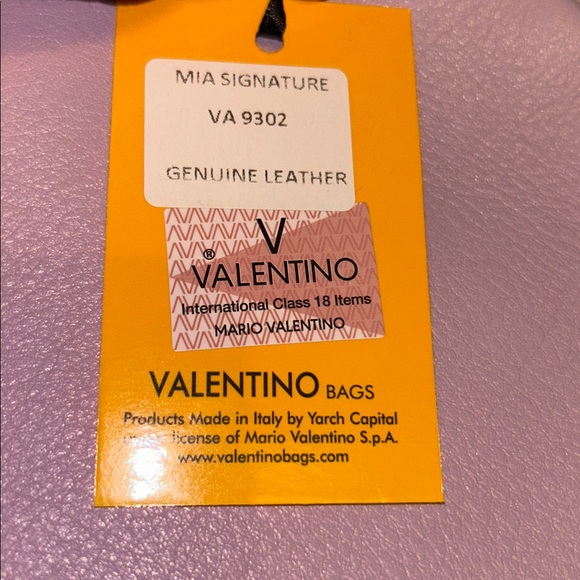 MIA SIGNATURE
VA 9302
GENUINE LEATHER
V
® VALENTINO
International Class 18 Items
MARIO VALENTINO
VALENTINO BAGS
Products Made in Italy by Yarch Capital
license of Mario Valentino S.p.A.
www.valentinobags.com